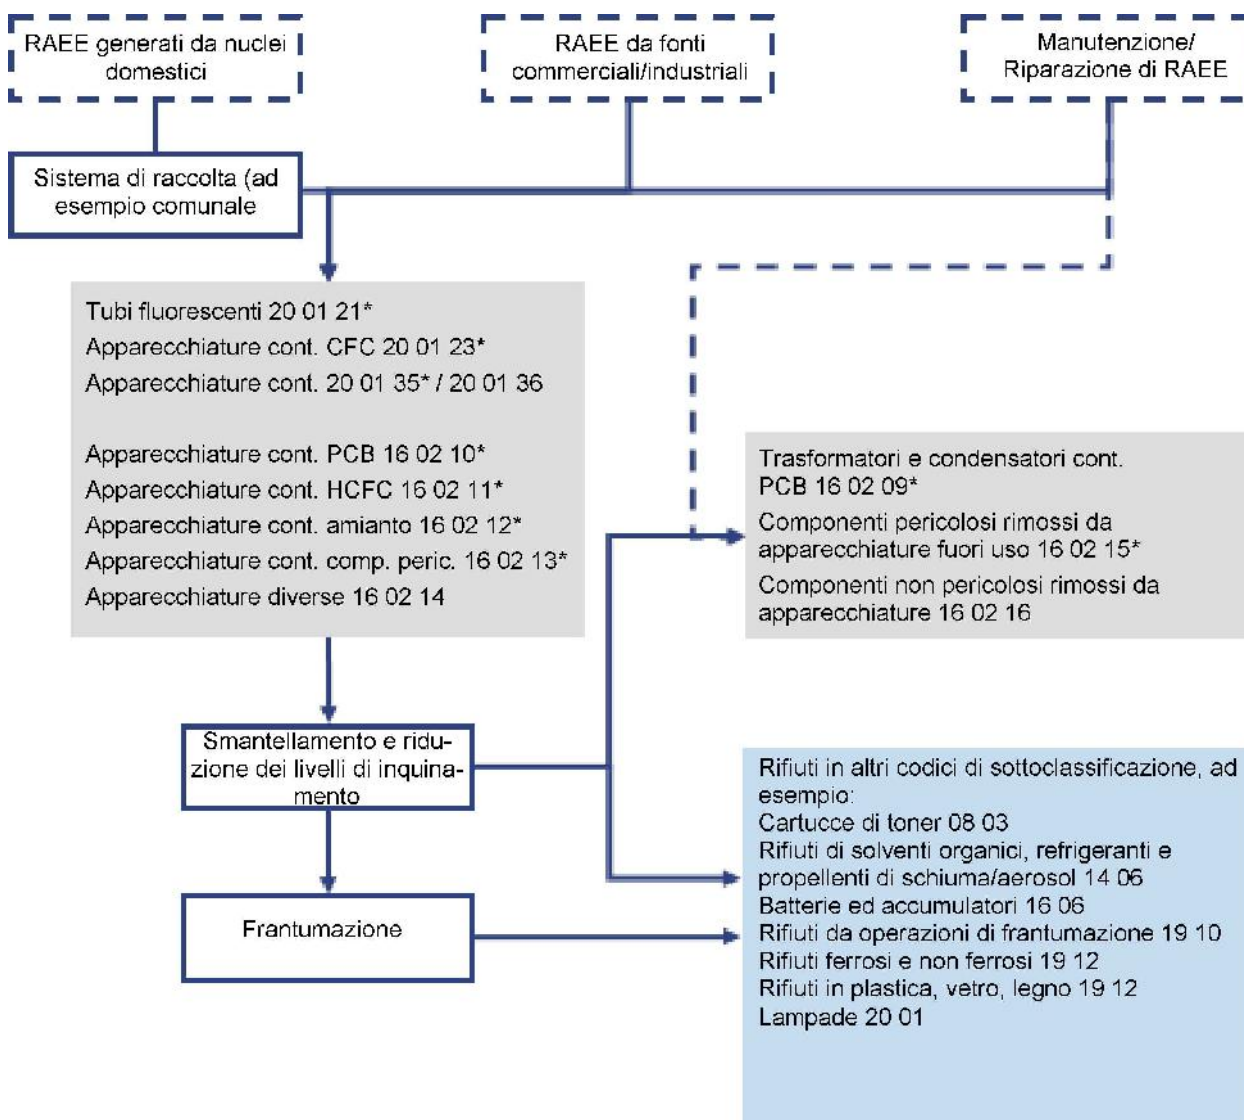 RAEE generati da nuclei
domestici
RAEE da fonti
commerciali/industriali
Manutenzione/
Riparazione di RAEE
Sistema di raccolta (ad
esempio comunale
Tubi fluorescenti 20 01 21*
Apparecchiature cont. CFC 20 01 23*
Apparecchiature cont. 20 01 35* / 20 01 36
Apparecchiature cont. PCB 16 02 10*
Apparecchiature cont. HCFC 16 02 11*
Apparecchiature cont. amianto 16 02 12*
Apparecchiature cont. comp. peric. 16 02 13*
Apparecchiature diverse 16 02 14
Trasformatori e condensatori cont.
PCB 16 02 09*
Componenti pericolosi rimossi da
apparecchiature fuori uso 16 02 15*
Componenti non pericolosi rimossi da
apparecchiature 16 02 16
Smantellamento e ridu-
zione dei livelli di inquina-
mento
Rifiuti in altri codici di sottoclassificazione, ad
esempio:
Cartucce di toner 08 03
Rifiuti di solventi organici, refrigeranti e
propellenti di schiuma/aerosol 14 06
Batterie ed accumulatori 16 06
Rifiuti da operazioni di frantumazione 19 10
Rifiuti ferrosi e non ferrosi 19 12
Rifiuti in plastica, vetro, legno 19 12
Lampade 20 01
Frantumazione